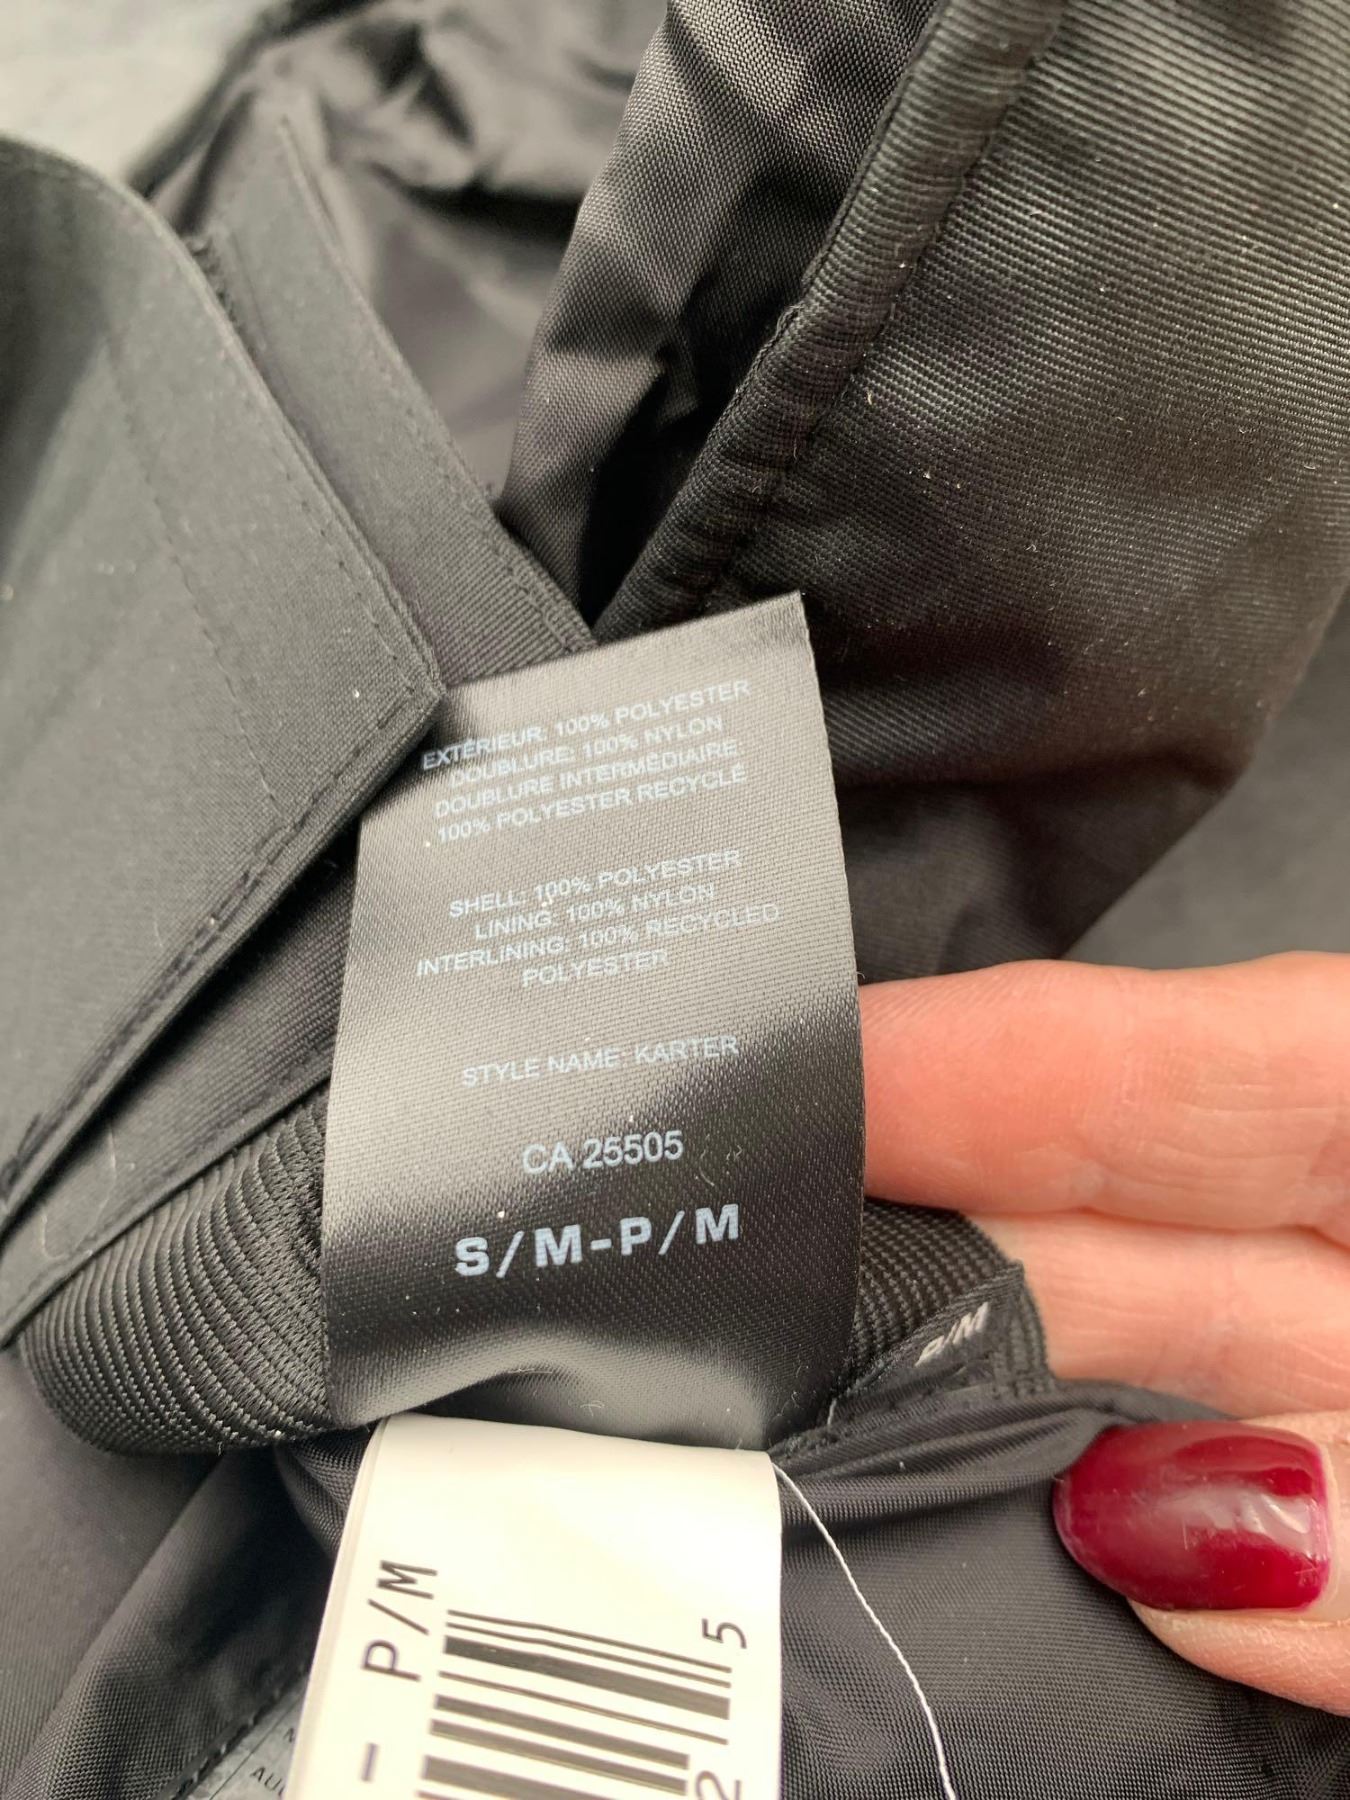 EXTÉRIEUR: 100% POLYESTER
DOUBLURE: 100% NYLON
DOUBLURE INTERMÉDIAIRE:
100% POLYESTER RECYCLÉ
SHELL: 100% POLYESTER
LINING: 100% NYLON
INTERLINING: 100% RECYCLED
POLYESTER
STYLE NAME: KARTER
CA 25505
S/M-P/M
P/M
- P/M
5
2